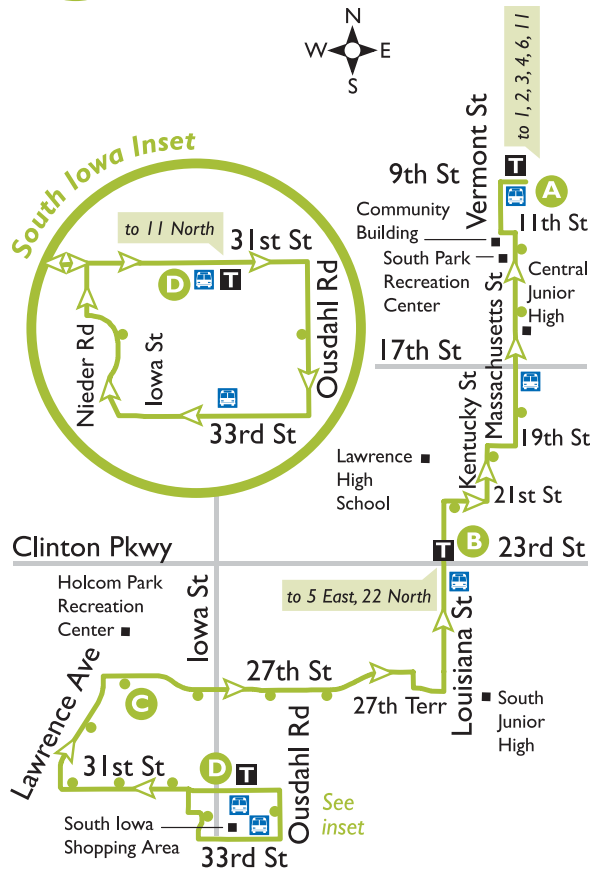 N
W
E
S
to 1, 2, 3, 4, 6, 11
Vermont St
T
9th St
A
11th St
Community
Building
South Park
Recreation
Center
Massachusetts St
Central
Junior
High
South Iowa Inset
to 11 North
31st St
D
T
Ousdahl Rd
Nieder Rd
Iowa St
33rd St
17th St
Kentucky St
19th St
Lawrence
High
School
21st St
Clinton Pkwy
T
B
23rd St
Holcom Park
Recreation
Center
Iowa St
to 5 East, 22 North
Louisiana St
Lawrence Ave
C
27th St
27th Terr
South
Junior
High
31st St
D
T
Ousdahl Rd
See
inset
South Iowa
Shopping Area
33rd St